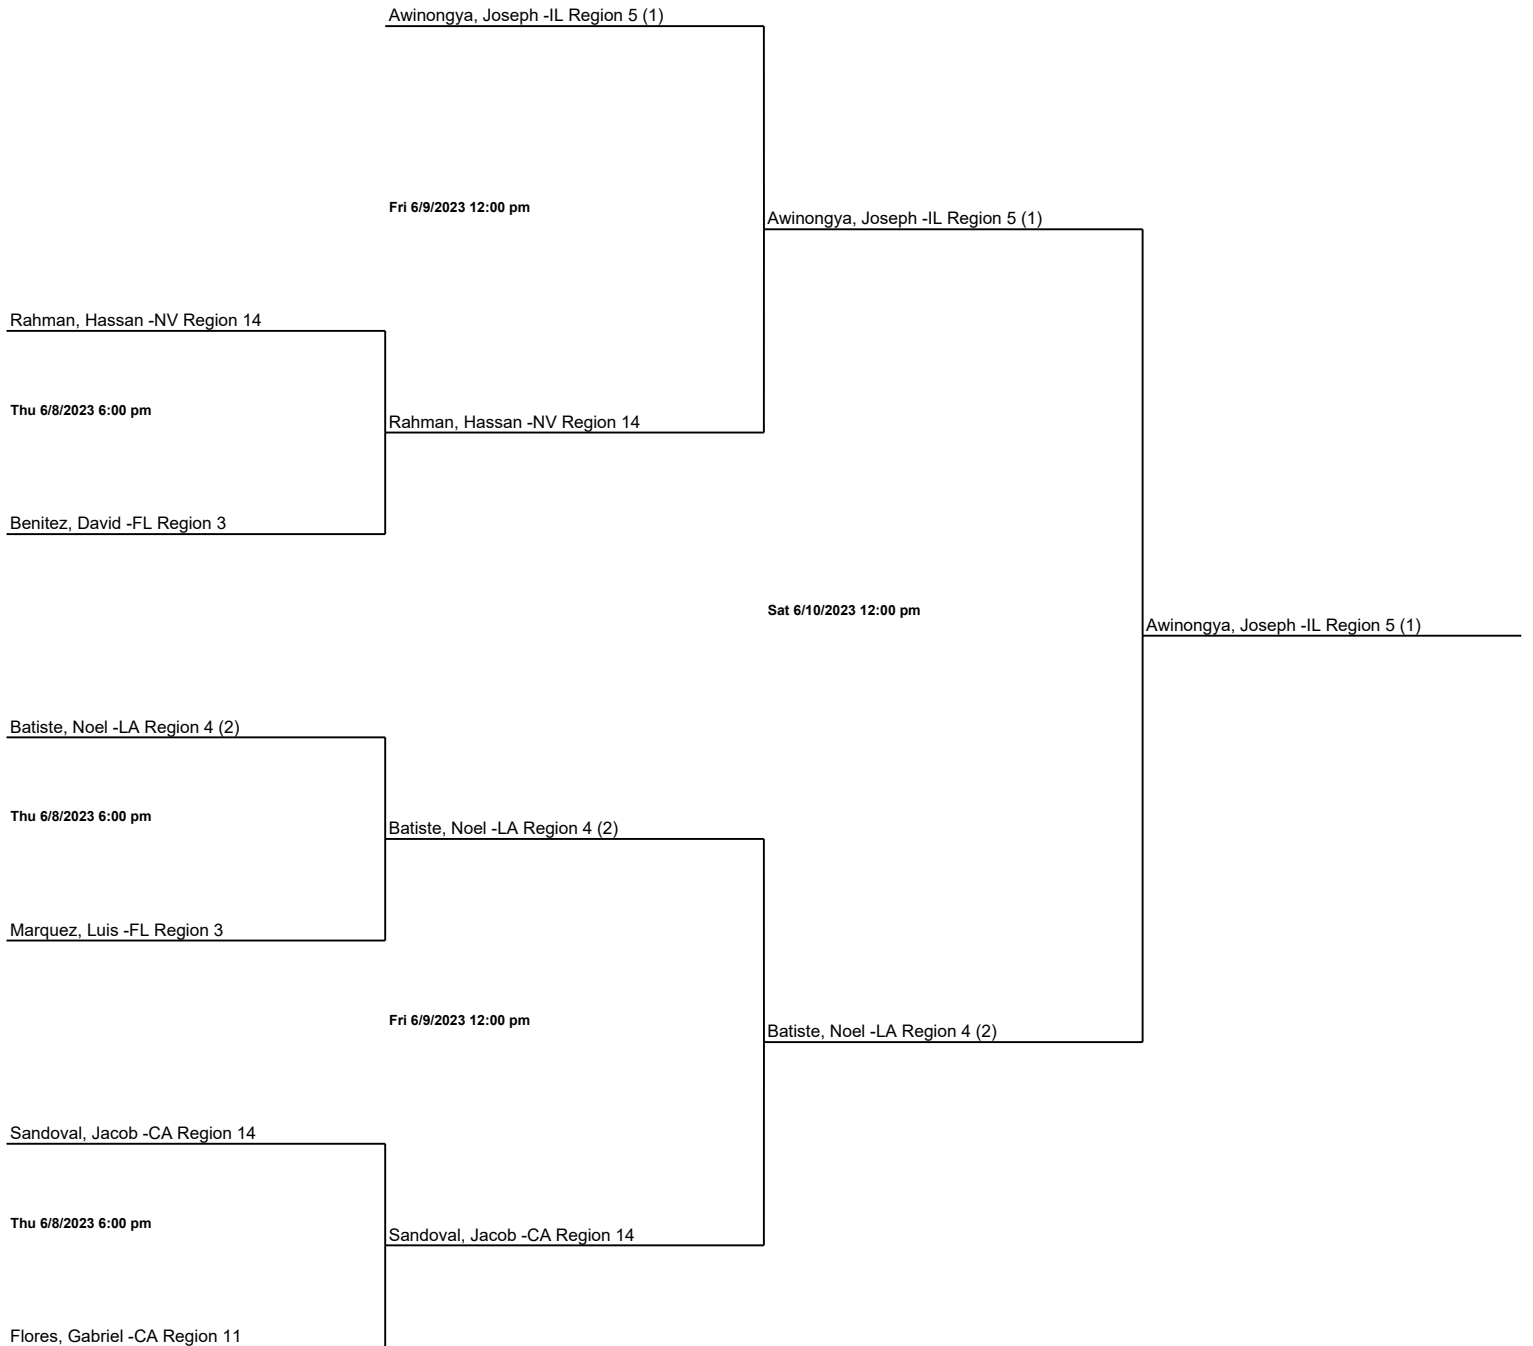 Awinongya, Joseph -IL Region 5 (1)
Fri 6/9/2023 12:00 pm
Awinongya, Joseph -IL Region 5 (1)
Rahman, Hassan -NV Region 14
Thu 6/8/2023 6:00 pm
Rahman, Hassan -NV Region 14
Benitez, David -FL Region 3
Sat 6/10/2023 12:00 pm
Awinongya, Joseph -IL Region 5 (1)
Batiste, Noel -LA Region 4 (2)
Thu 6/8/2023 6:00 pm
Batiste, Noel -LA Region 4 (2)
Marquez, Luis -FL Region 3
Fri 6/9/2023 12:00 pm
Batiste, Noel -LA Region 4 (2)
Sandoval, Jacob -CA Region 14
Thu 6/8/2023 6:00 pm
Sandoval, Jacob -CA Region 14
Flores, Gabriel -CA Region 11